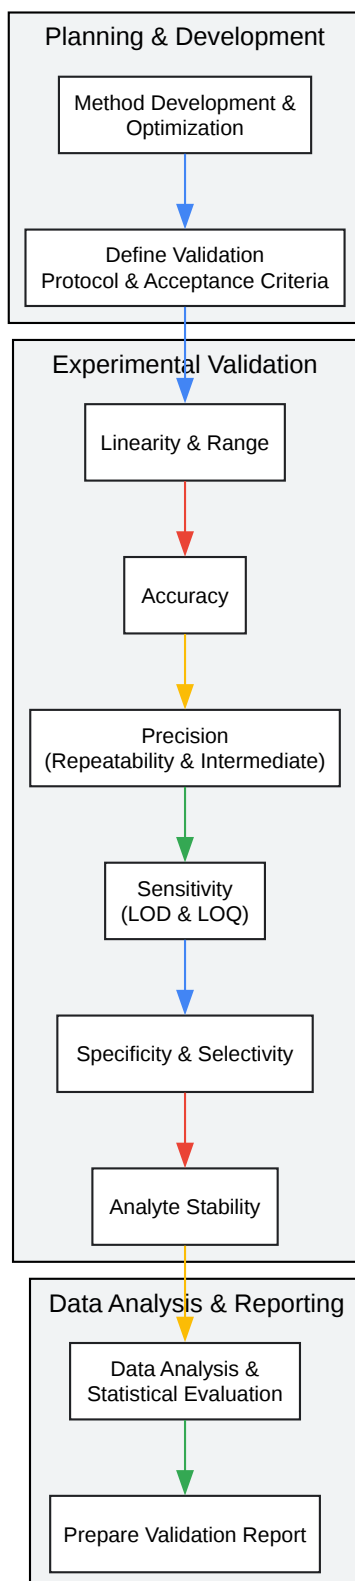 Planning & Development
Method Development &
Optimization
Define Validation
Protocol & Acceptance Criteria
Experimental Validation
Linearity & Range
Accuracy
Precision
(Repeatability & Intermediate)
Sensitivity
(LOD & LOQ)
Specificity & Selectivity
Analyte Stability
Data Analysis & Reporting
Data Analysis &
Statistical Evaluation
Prepare Validation Report